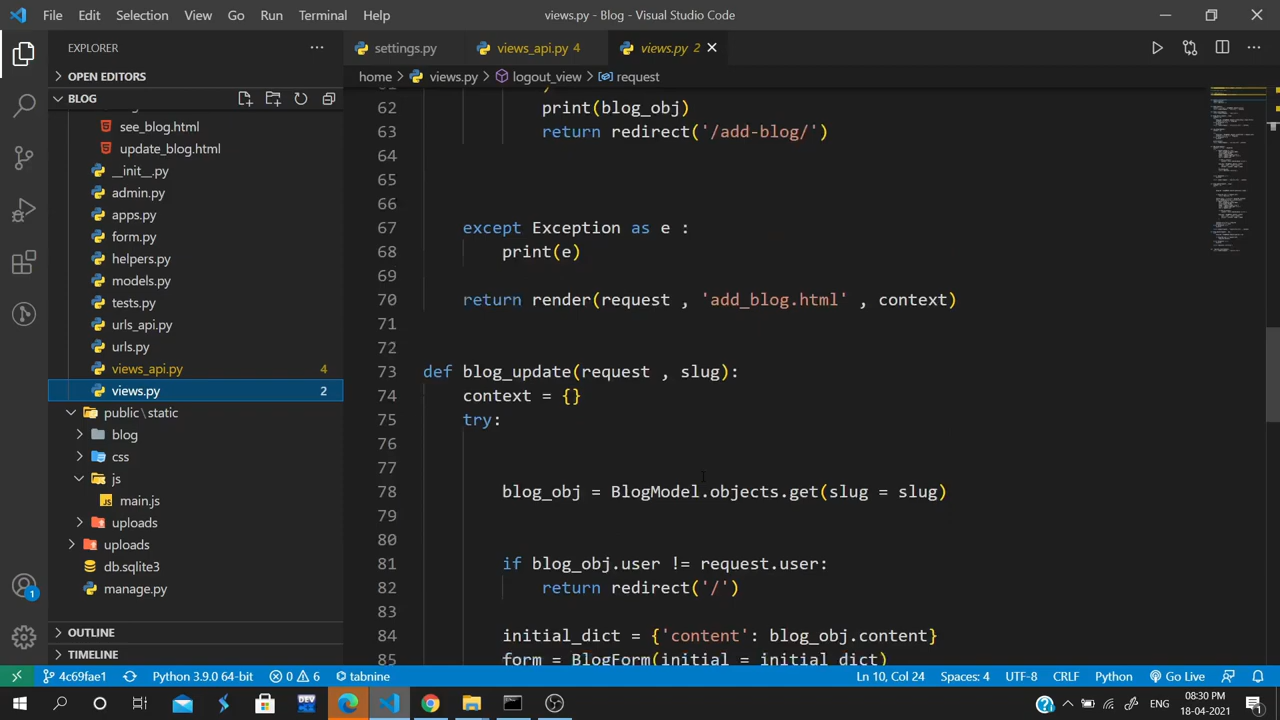 File Edit Selection View Go Run Terminal Help views.py - Blog - Visual Studio Code
EXPLORER
settings.py views_api.py 4 views.py 2
OPEN EDITORS
home > views.py > logout_view > request
BLOG
see_blog.html
update_blog.html
__init__.py
admin.py
apps.py
form.py
helpers.py
models.py
tests.py
urls_api.py
urls.py
views_api.py 4
views.py 2
public\static
blog
css
js
main.js
uploads
uploads
db.sqlite3
manage.py
OUTLINE
TIMELINE
62 print(blog_obj)
63 return redirect('/add-blog/')
64
65
66
67 except Exception as e :
68 print(e)
69
70 return render(request , 'add_blog.html' , context)
71
72
73 def blog_update(request , slug):
74 context = {}
75 try:
76
77
78 blog_obj = BlogModel.objects.get(slug = slug)
79
80
81 if blog_obj.user != request.user:
82 return redirect('/')
83
84 initial_dict = {'content': blog_obj.content}
85 form = BlogForm(initial = initial_dict)
1
4c69fae1 Python 3.9.0 64-bit 0 6 tabnine Ln 10, Col 24 Spaces: 4 UTF-8 CRLF Python Go Live
ENG 08:30 PM
18-04-2021 1